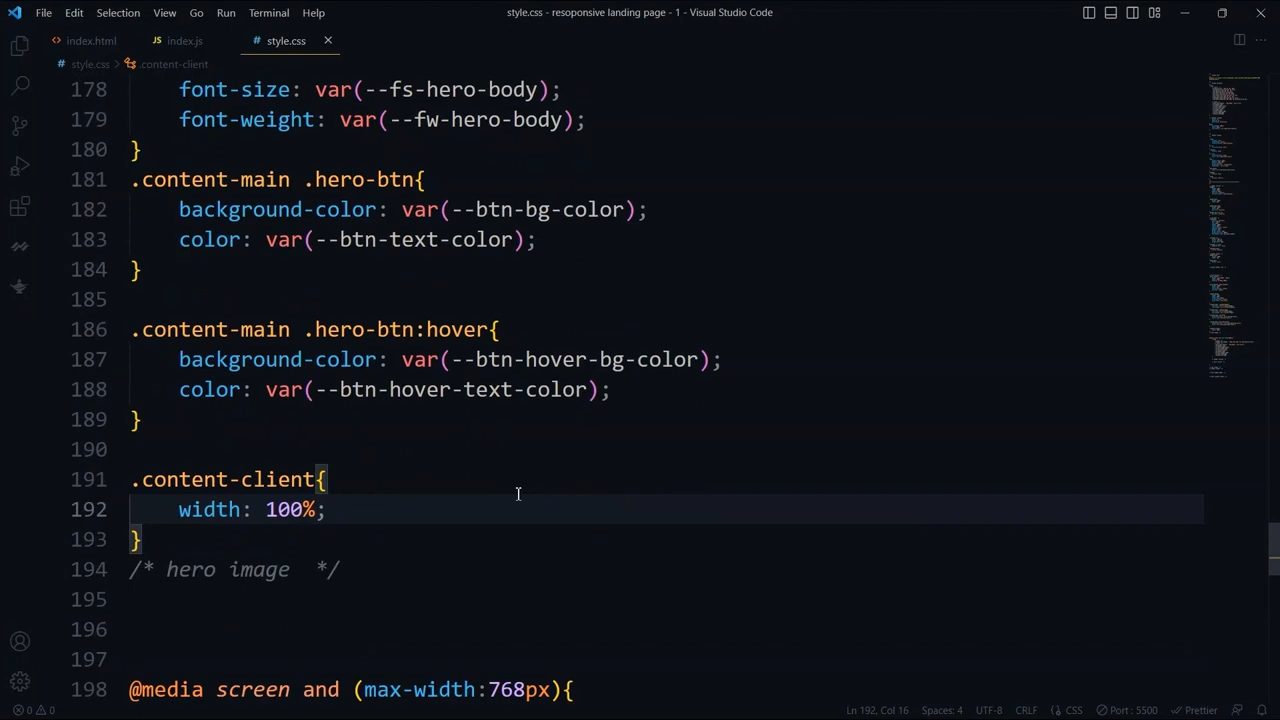 File Edit Selection View Go Run Terminal Help
style.css - resoponsive landing page - 1 - Visual Studio Code
index.html index.js # style.css ×
# style.css > .content-client
178 font-size: var(--fs-hero-body);
179 font-weight: var(--fw-hero-body);
180 }
181 .content-main .hero-btn{
182 background-color: var(--btn-bg-color);
183 color: var(--btn-text-color);
184 }
185
186 .content-main .hero-btn:hover{
187 background-color: var(--btn-hover-bg-color);
188 color: var(--btn-hover-text-color);
189 }
190
191 .content-client{
192 width: 100%;
193 }
194 /* hero image  */
195
196
197
198 @media screen and (max-width:768px){
0 0 Ln 192, Col 16 Spaces: 4 UTF-8 CRLF {} CSS Port : 5500 Prettier